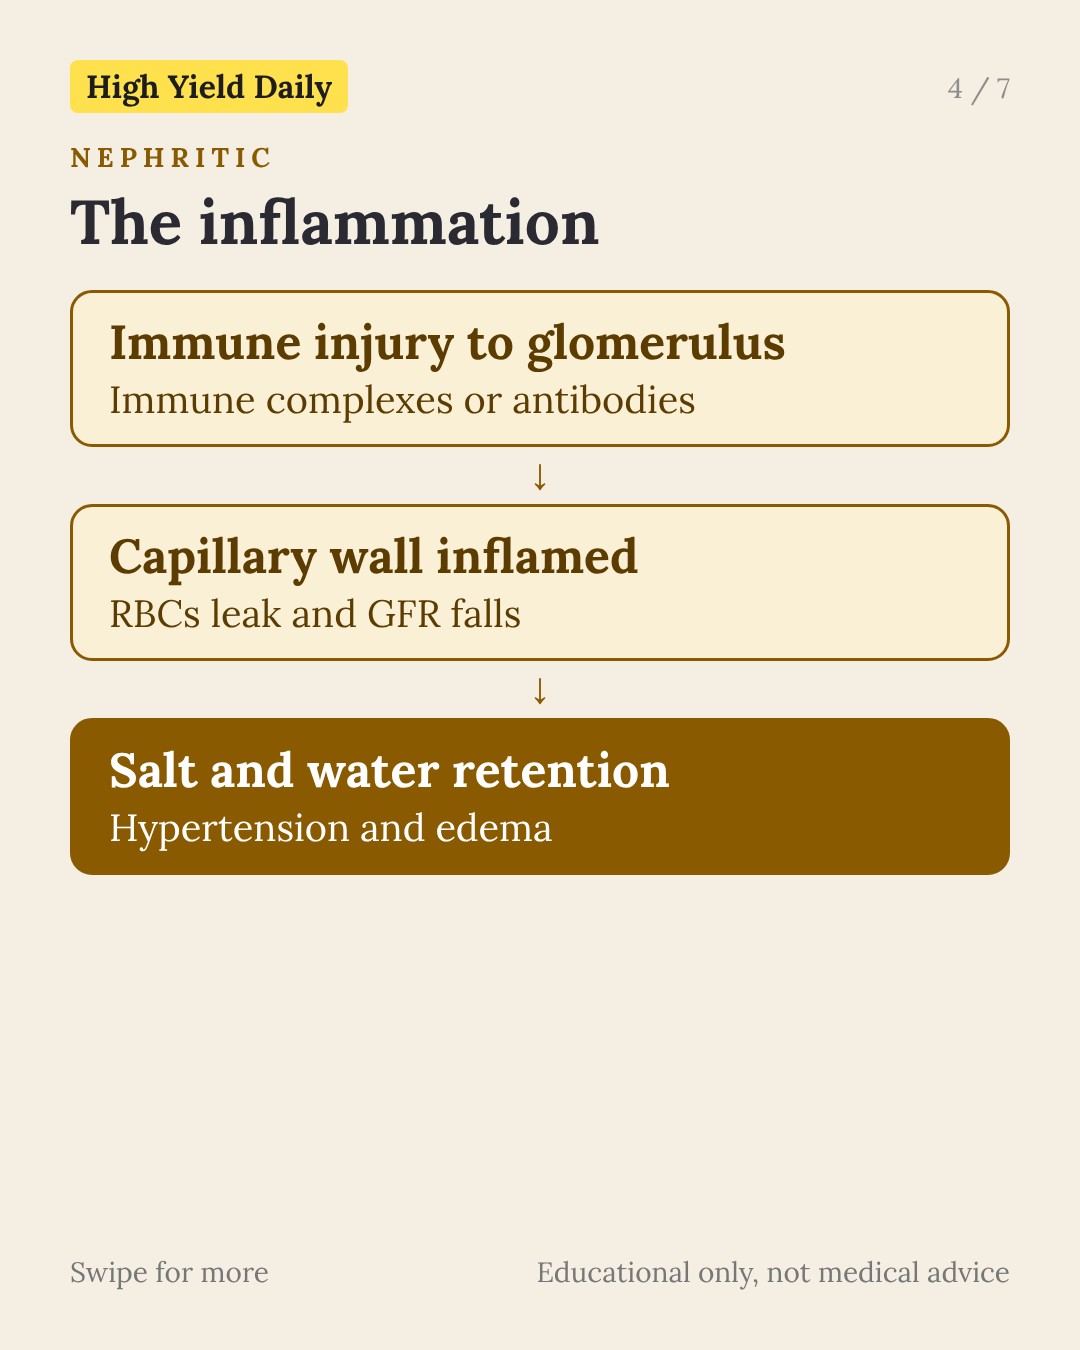 High Yield Daily
4 / 7
NEPHRITIC
The inflammation
Immune injury to glomerulus
Immune complexes or antibodies
↓
Capillary wall inflamed
RBCs leak and GFR falls
↓
Salt and water retention
Hypertension and edema
Swipe for more
Educational only, not medical advice